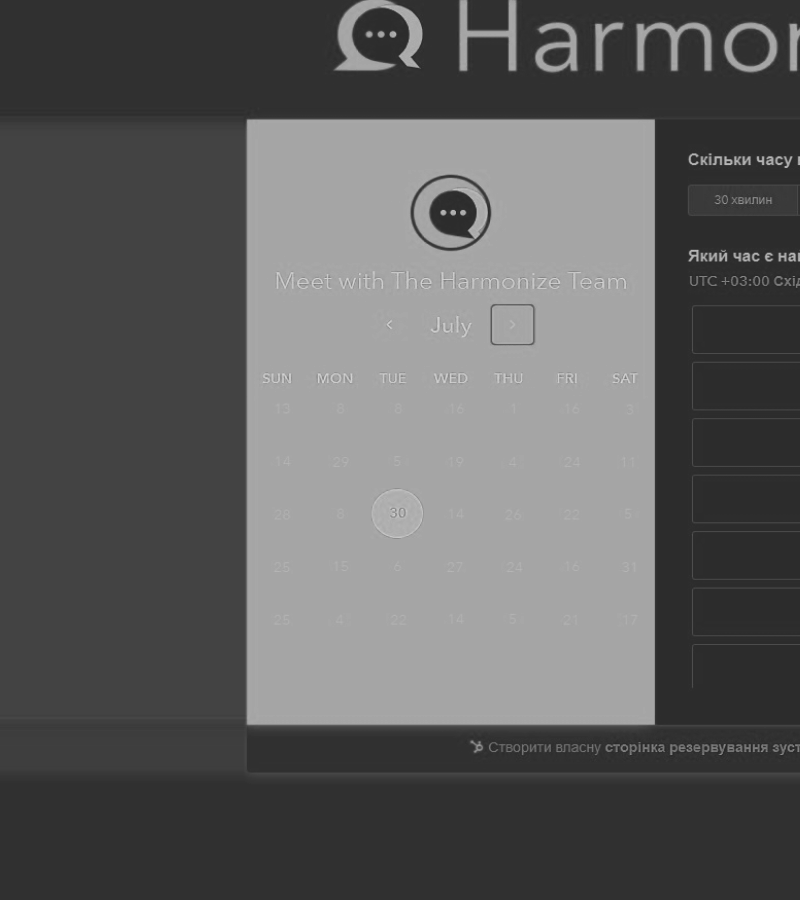 Harmon
Meet with The Harmonize Team
July
SUN MON TUE WED THU FRI SAT
13 8 8 16 1 16 3
14 29 5 19 4 24 11
28 8 30 14 26 22 5
25 15 6 27 24 16 31
25 4 22 14 5 21 17
Скільки часу
30 хвилин
Який час є
UTC +03:00
Створити власну сторінка резервування